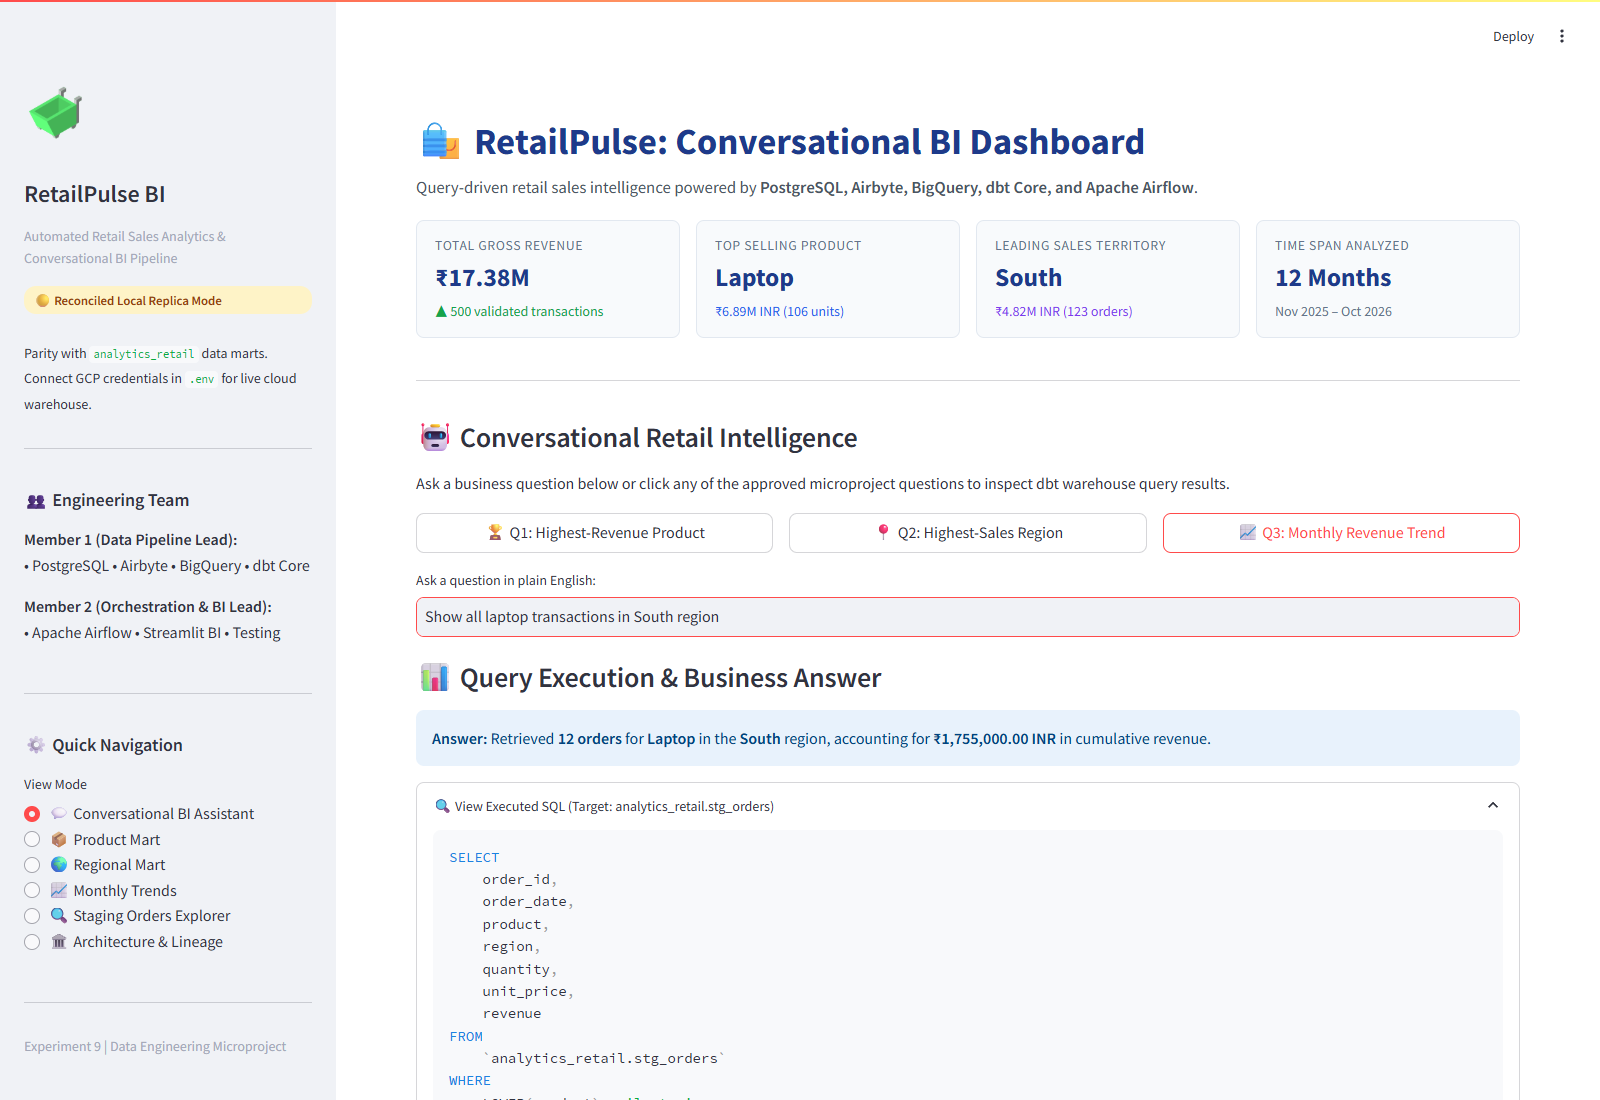 Deploy
RetailPulse BI
Automated Retail Sales Analytics &
Conversational BI Pipeline
Reconciled Local Replica Mode
Parity with analytics_retail data marts.
Connect GCP credentials in .env for live cloud
warehouse.
Engineering Team
Member 1 (Data Pipeline Lead):
• PostgreSQL • Airbyte • BigQuery • dbt Core
Member 2 (Orchestration & BI Lead):
• Apache Airflow • Streamlit BI • Testing
Quick Navigation
View Mode
Conversational BI Assistant
Product Mart
Regional Mart
Monthly Trends
Staging Orders Explorer
Architecture & Lineage
Experiment 9 | Data Engineering Microproject
RetailPulse: Conversational BI Dashboard
Query-driven retail sales intelligence powered by PostgreSQL, Airbyte, BigQuery, dbt Core, and Apache Airflow.
TOTAL GROSS REVENUE
₹17.38M
▲ 500 validated transactions
TOP SELLING PRODUCT
Laptop
₹6.89M INR (106 units)
LEADING SALES TERRITORY
South
₹4.82M INR (123 orders)
TIME SPAN ANALYZED
12 Months
Nov 2025 – Oct 2026
Conversational Retail Intelligence
Ask a business question below or click any of the approved microproject questions to inspect dbt warehouse query results.
Q1: Highest-Revenue Product
Q2: Highest-Sales Region
Q3: Monthly Revenue Trend
Ask a question in plain English:
Show all laptop transactions in South region
Query Execution & Business Answer
Answer: Retrieved 12 orders for Laptop in the South region, accounting for ₹1,755,000.00 INR in cumulative revenue.
View Executed SQL (Target: analytics_retail.stg_orders)
SELECT
order_id,
order_date,
product,
region,
quantity,
unit_price,
revenue
FROM
`analytics_retail.stg_orders`
WHERE